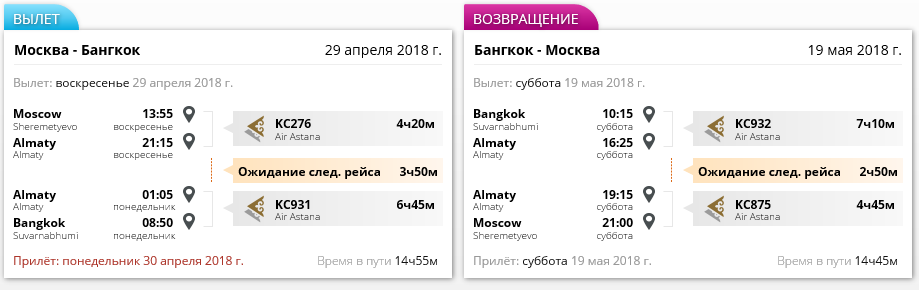 ВЫЛЕТ
Москва - Бангкок 29 апреля 2018 г.
Вылет: воскресенье 29 апреля 2018 г.
Moscow 13:55
Sheremetyevo воскресенье
Almaty 21:15
Almaty воскресенье
KC276 4ч20м
Air Astana
Ожидание след. рейса 3ч50м
Almaty 01:05
Almaty понедельник
Bangkok 08:50
Suvarnabhumi понедельник
KC931 6ч45м
Air Astana
Прилёт: понедельник 30 апреля 2018 г. Время в пути 14ч55м
ВОЗВРАЩЕНИЕ
Бангкок - Москва 19 мая 2018 г.
Вылет: суббота 19 мая 2018 г.
Bangkok 10:15
Suvarnabhumi суббота
Almaty 16:25
Almaty суббота
KC932 7ч10м
Air Astana
Ожидание след. рейса 2ч50м
Almaty 19:15
Almaty суббота
Moscow 21:00
Sheremetyevo суббота
KC875 4ч45м
Air Astana
Прилёт: суббота 19 мая 2018 г. Время в пути 14ч45м